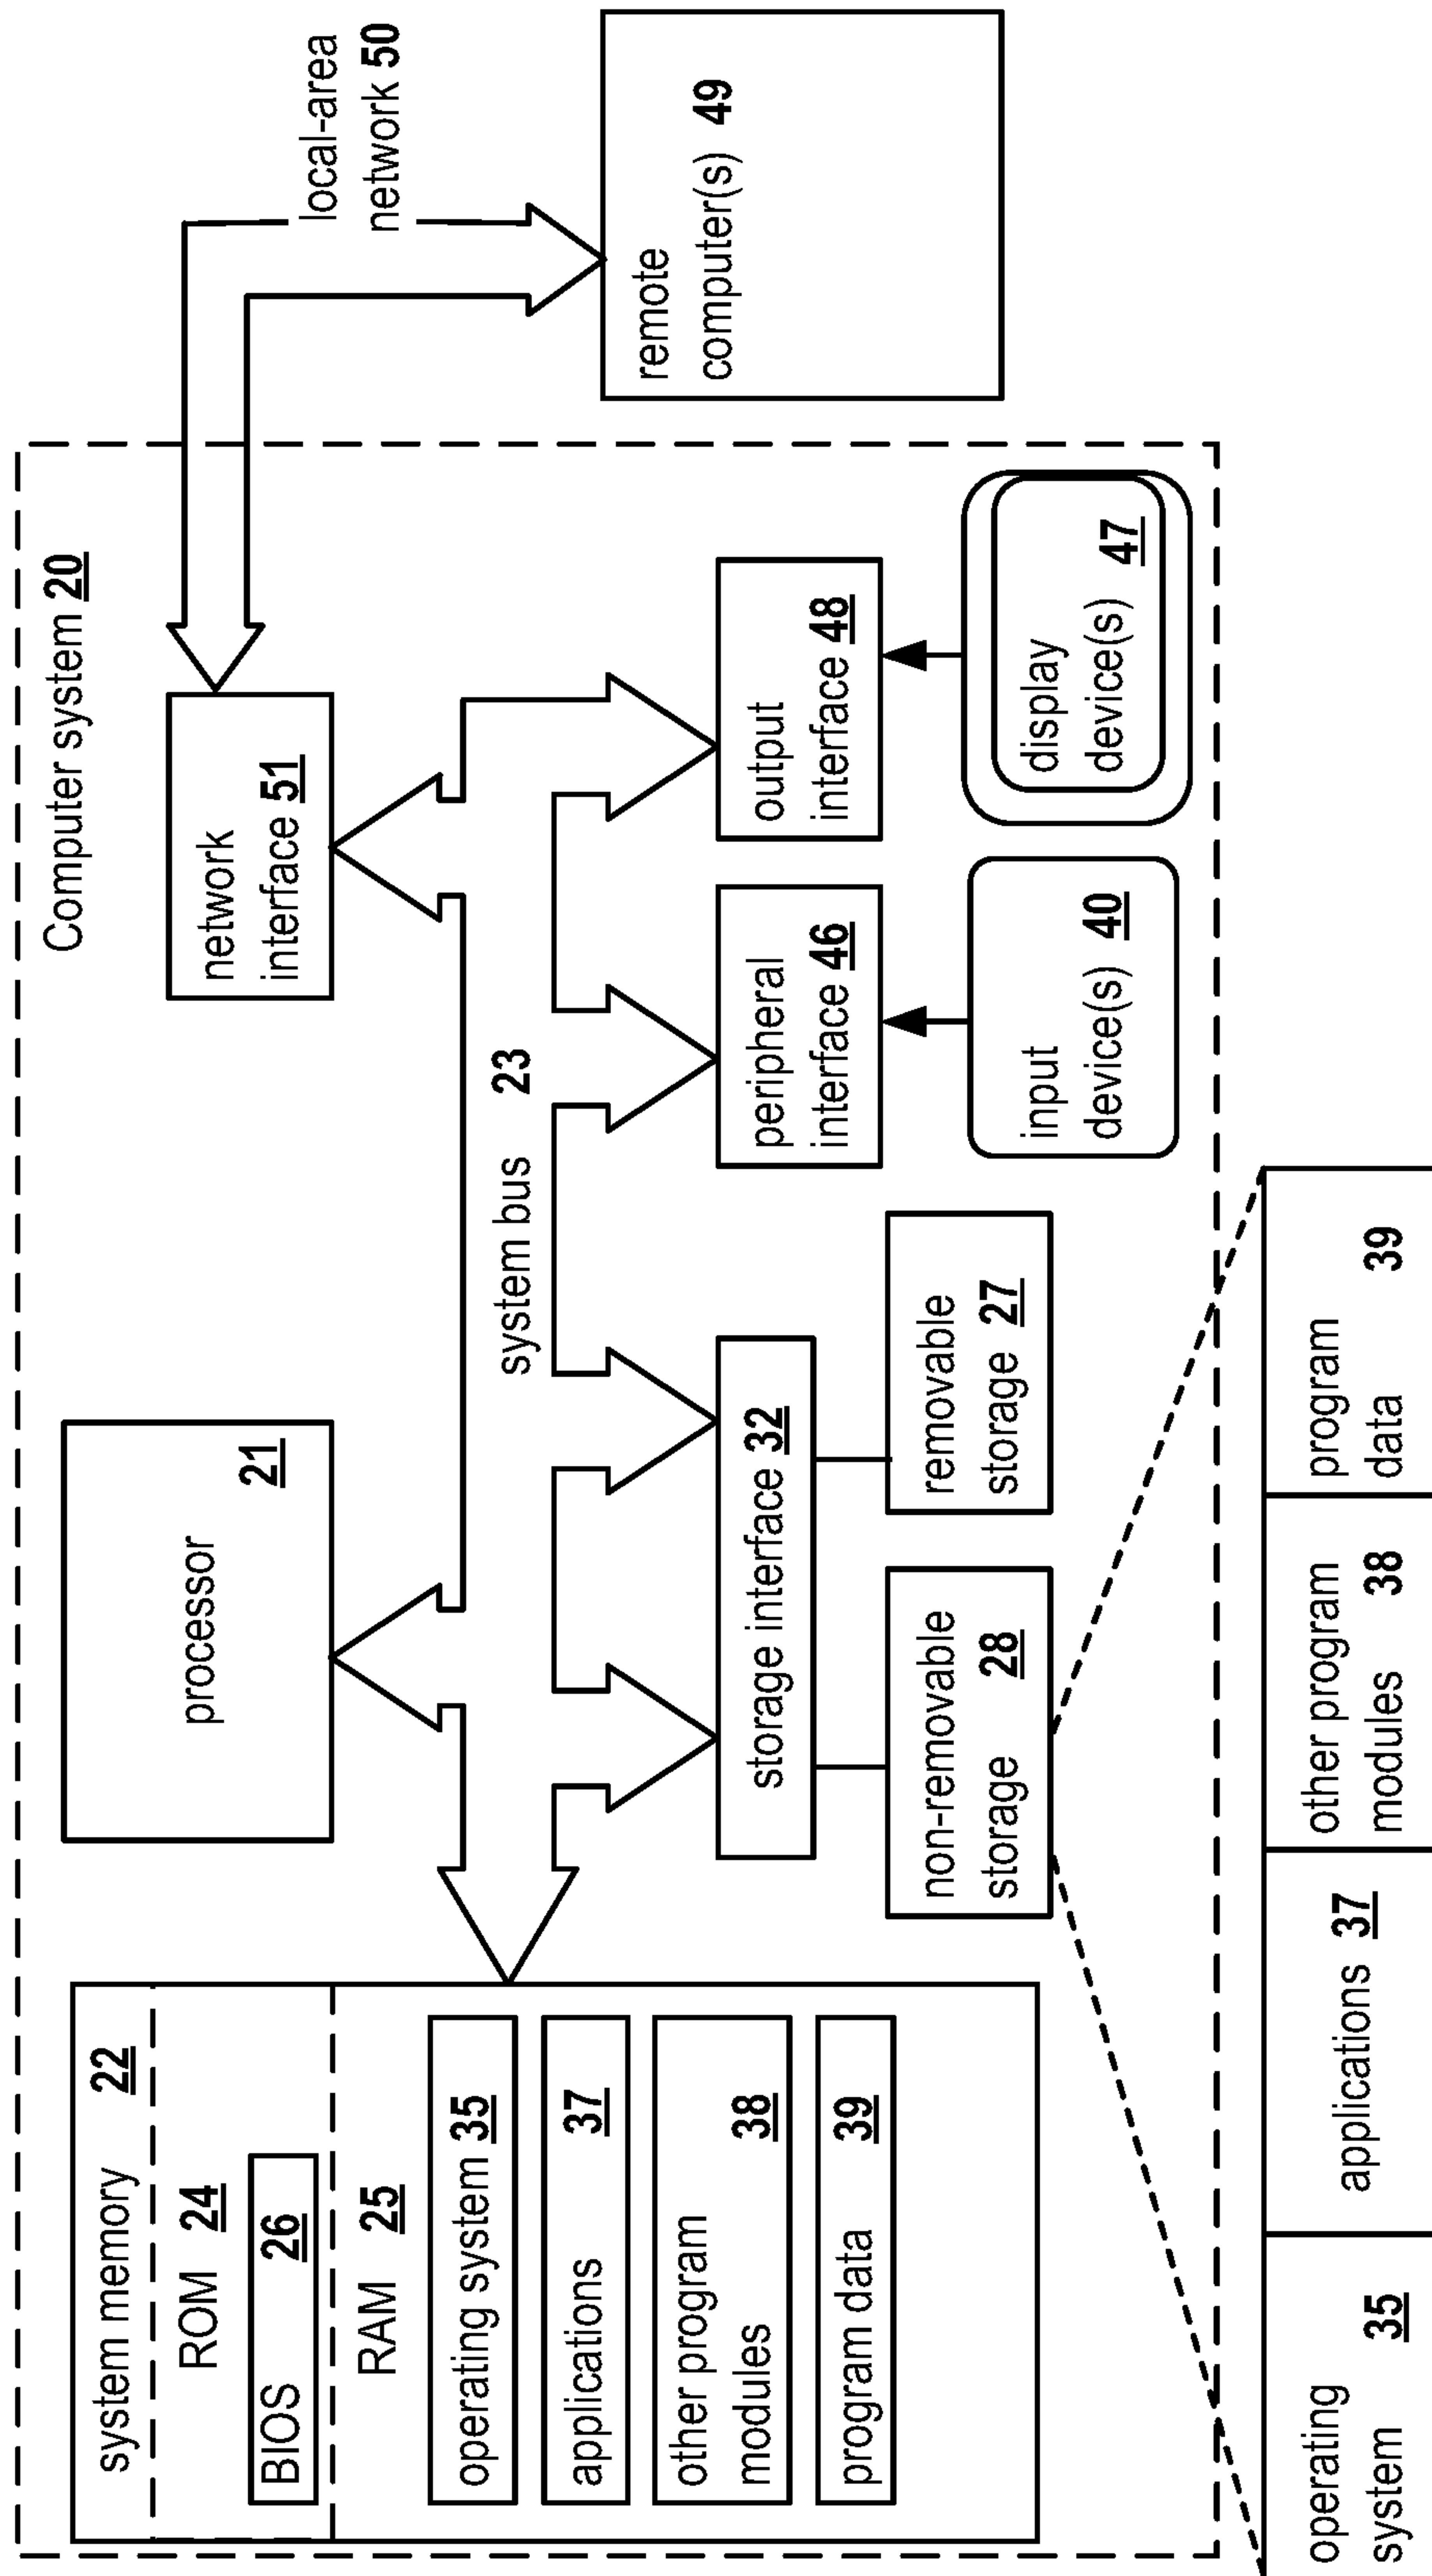 Computer system 20
system memory 22
ROM 24
BIOS 26
RAM 25
operating system 35
applications 37
other program
modules 38
program data 39
processor
21
network
interface 51
local-area
network 50
system bus 23
storage interface 32
non-removable
storage 28
removable
storage 27
peripheral
interface 46
output
interface 48
input
device(s) 40
display
device(s) 47
remote
computer(s) 49
operating
system 35
applications 37
other program
modules 38
program
data 39